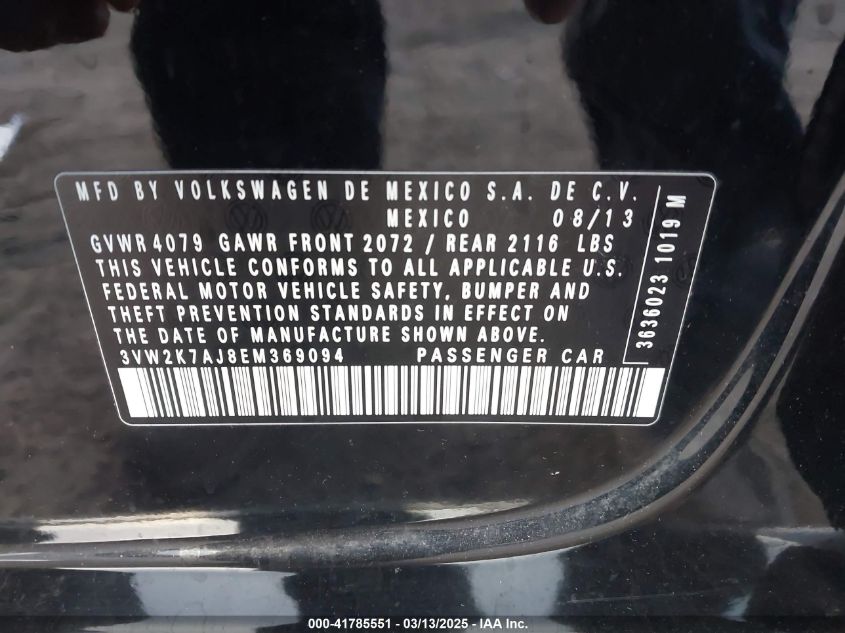 MFD BY VOLKSWAGEN DE MEXICO S.A. DE C.V.
MEXICO 08/13
GVWR 4079 GAWR FRONT 2072 / REAR 2116 LBS
THIS VEHICLE CONFORMS TO ALL APPLICABLE U.S.
FEDERAL MOTOR VEHICLE SAFETY, BUMPER AND
THEFT PREVENTION STANDARDS IN EFFECT ON
THE DATE OF MANUFACTURE SHOWN ABOVE.
3VW2K7AJ8EM369094 PASSENGER CAR
3636023 1019 M
000-41785551 - 03/13/2025 - IAA Inc.